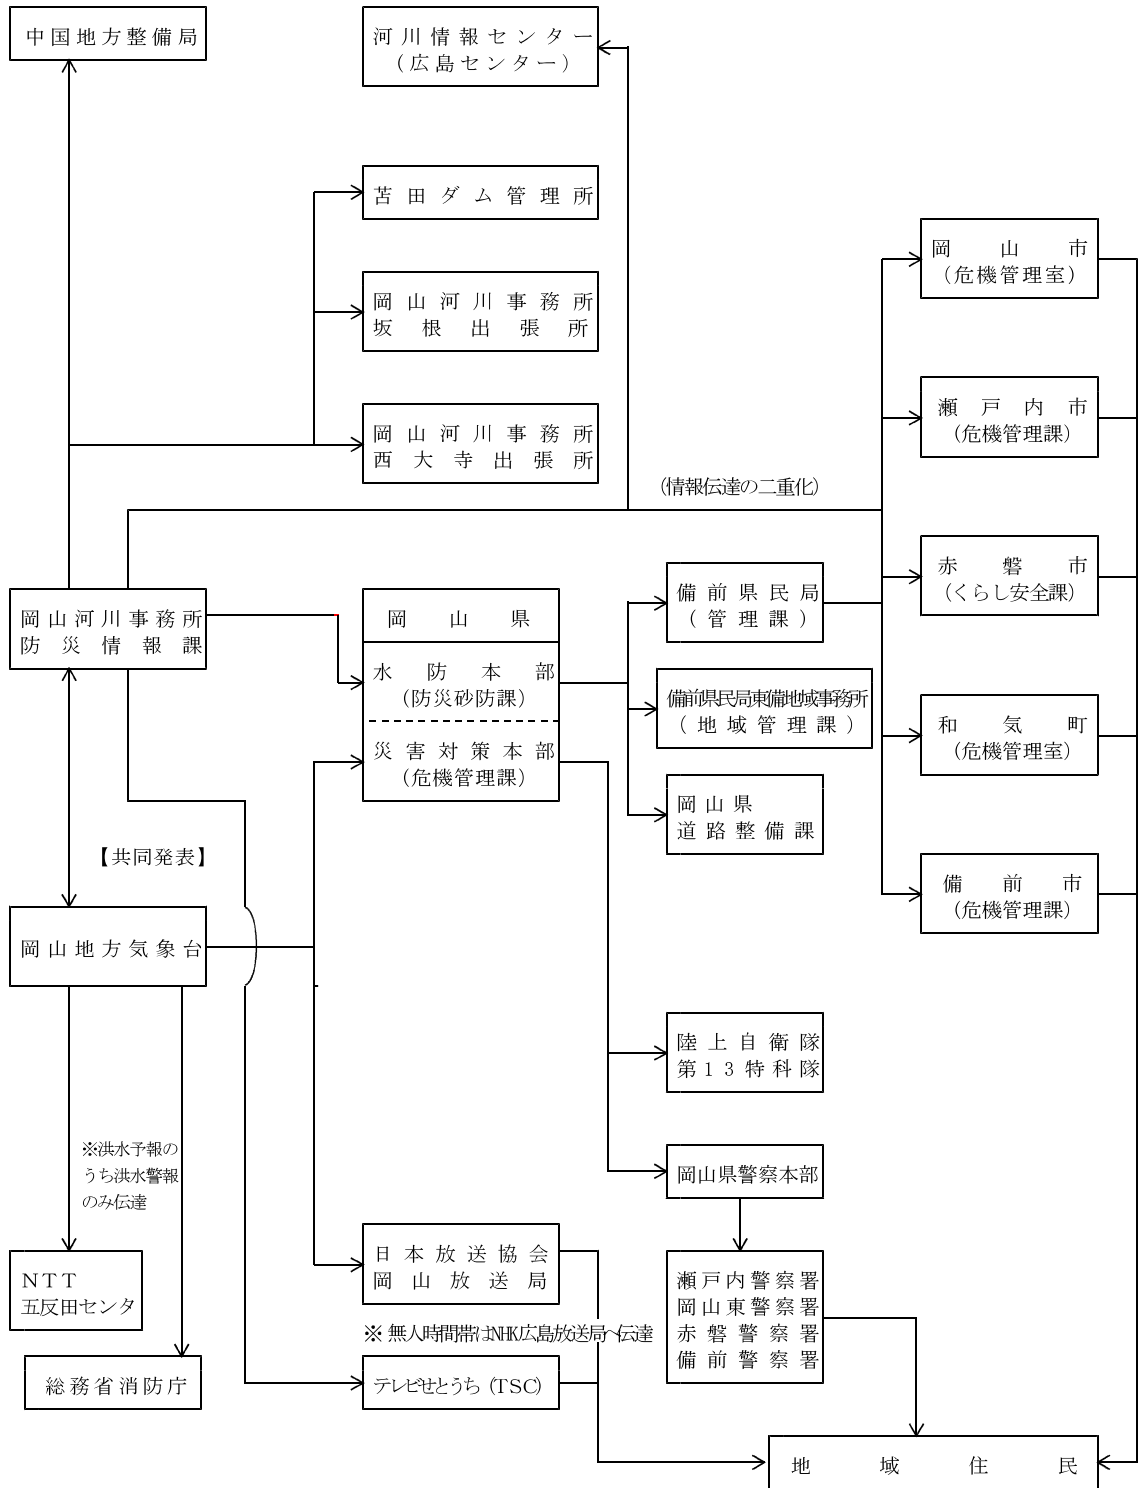 中国地方整備局
河川情報センター
（広島センター）
苫田ダム管理所
岡山市
（危機管理室）
岡山河川事務所
坂根出張所
瀬戸内市
（危機管理課）
岡山河川事務所
西大寺出張所
（情報伝達の二重化）
赤磐市
（くらし安全課）
備前県民局
（管理課）
岡山河川事務所
防災情報課
岡山県
水防本部
（防災砂防課）
災害対策本部
（危機管理課）
備前県民局東備地域事務所
（地域管理課）
和気町
（危機管理室）
岡山県
道路整備課
【共同発表】
備前市
（危機管理課）
岡山地方気象台
陸上自衛隊
第１３特科隊
※洪水予報の
うち洪水警報
のみ伝達
岡山県警察本部
日本放送協会
岡山放送局
※ 無人時間帯はNHK広島放送局へ伝達
ＮＴＴ
五反田センタ
瀬戸内警察署
岡山東警察署
赤磐警察署
備前警察署
総務省消防庁
テレビせとうち（TSC）
地域住民